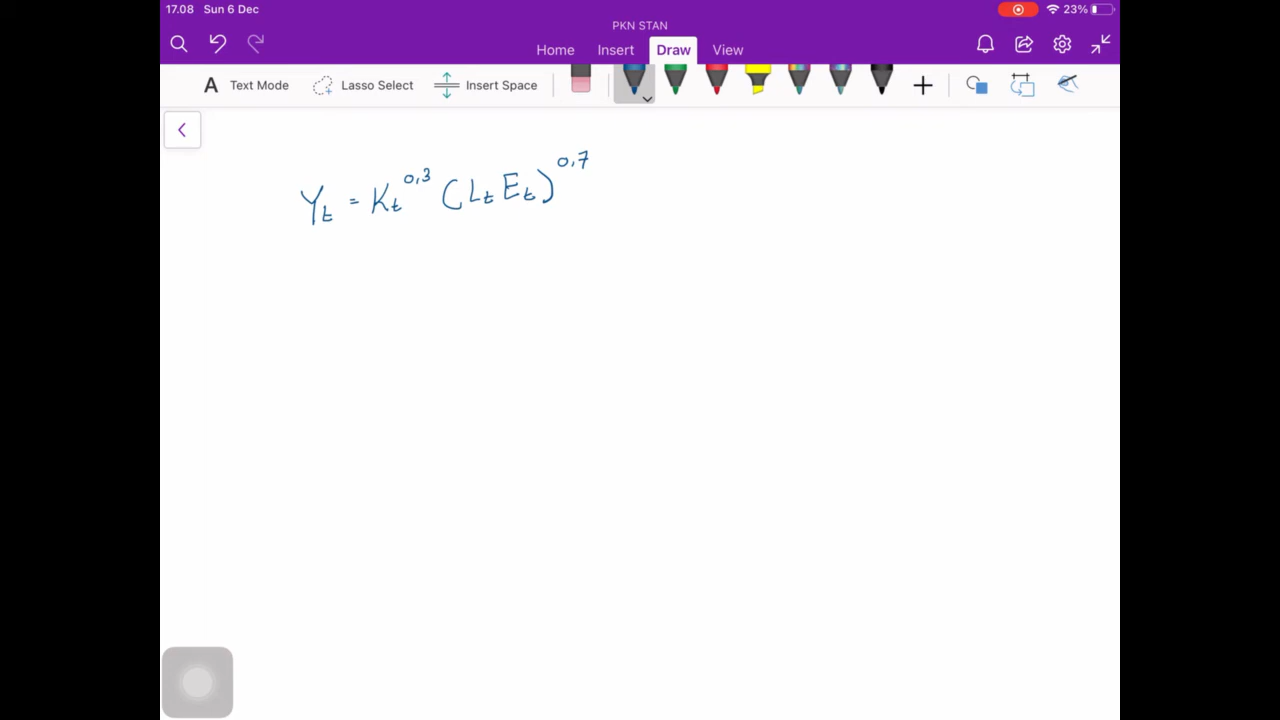 17.08 Sun 6 Dec 23%
PKN STAN
Home Insert Draw View
A Text Mode Lasso Select Insert Space
Yₜ = Kₜ^0,3 (Lₜ Eₜ)^0,7